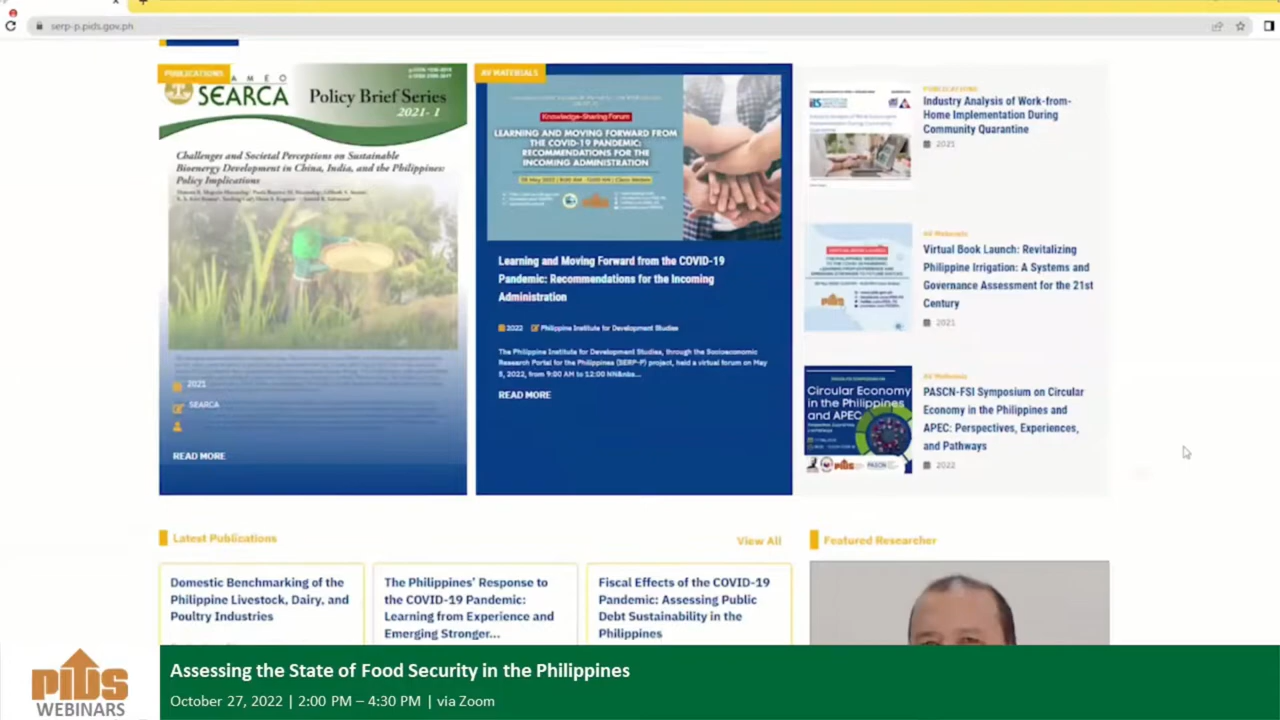 serp-p.pids.gov.ph
PUBLICATIONS
SEARCA
Policy Brief Series
2021-1
Challenges and Societal Perceptions on Sustainable
Bioenergy Development in China, India, and the Philippines:
Policy Implications
2021
SEARCA
READ MORE
AV MATERIALS
Knowledge-Sharing Forum
LEARNING AND MOVING FORWARD FROM
THE COVID-19 PANDEMIC:
RECOMMENDATIONS FOR THE
INCOMING ADMINISTRATION
Learning and Moving Forward from the COVID-19
Pandemic: Recommendations for the Incoming
Administration
2022 Philippine Institute for Development Studies
The Philippine Institute for Development Studies, through the Socioeconomic
Research Portal for the Philippines (SERP-P) project, held a virtual forum on May
5, 2022, from 9:00 AM to 12:00 NN&nbs...
READ MORE
PUBLICATIONS
Industry Analysis of Work-from-
Home Implementation During
Community Quarantine
2021
AV Materials
Virtual Book Launch: Revitalizing
Philippine Irrigation: A Systems and
Governance Assessment for the 21st
Century
2021
Circular Economy
in the Philippines
and APEC
AV Materials
PASCN-FSI Symposium on Circular
Economy in the Philippines and
APEC: Perspectives, Experiences,
and Pathways
2022
Latest Publications
View All
Domestic Benchmarking of the
Philippine Livestock, Dairy, and
Poultry Industries
The Philippines' Response to
the COVID-19 Pandemic:
Learning from Experience and
Emerging Stronger...
Fiscal Effects of the COVID-19
Pandemic: Assessing Public
Debt Sustainability in the
Philippines
Featured Researcher
PIDS
WEBINARS
Assessing the State of Food Security in the Philippines
October 27, 2022 | 2:00 PM – 4:30 PM | via Zoom